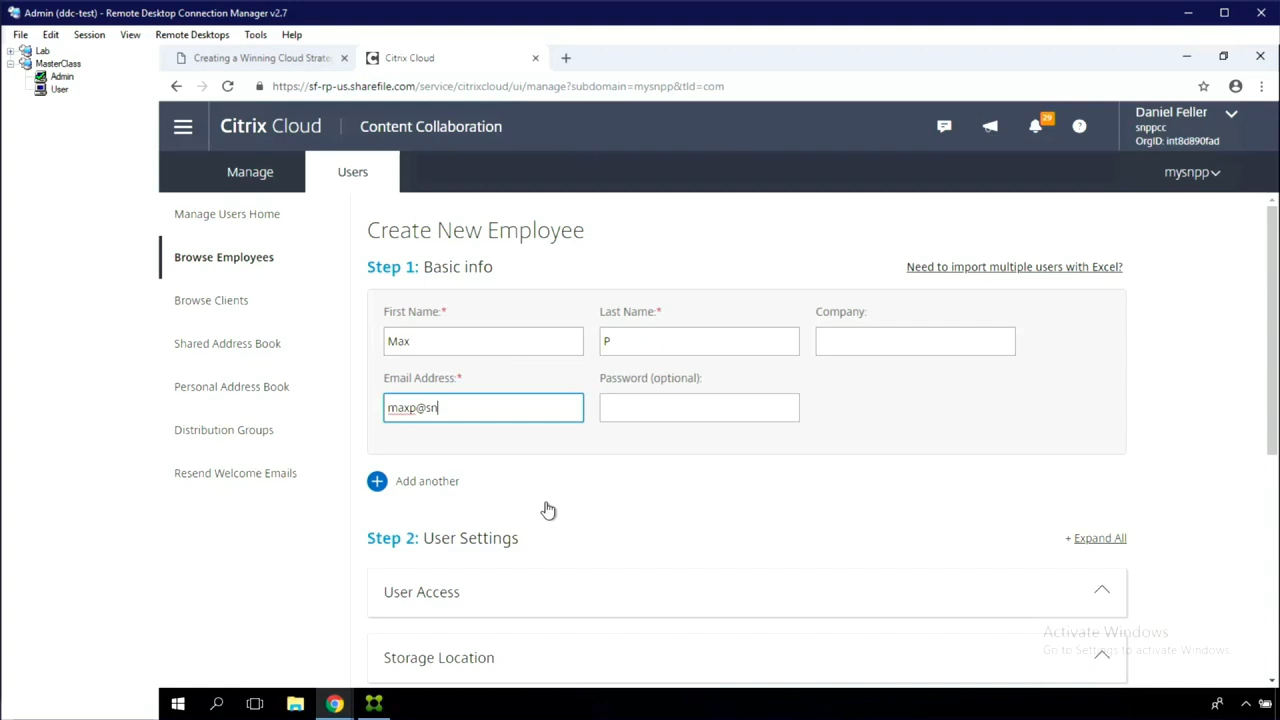 Admin (ddc-test) - Remote Desktop Connection Manager v2.7
File Edit Session View Remote Desktops Tools Help
Lab
MasterClass
Admin
User
Creating a Winning Cloud Strate
Citrix Cloud
https://sf-rp-us.sharefile.com/service/citrixcloud/ui/manage?subdomain=mysnpp&tld=com
Citrix Cloud
Content Collaboration
29
Daniel Feller
snppcc
OrgID: int8d890fad
Manage
Users
mysnpp
Manage Users Home
Browse Employees
Browse Clients
Shared Address Book
Personal Address Book
Distribution Groups
Resend Welcome Emails
Create New Employee
Step 1: Basic info
Need to import multiple users with Excel?
First Name:* Last Name:* Company:
Max P
Email Address:* Password (optional):
maxp@sn
Add another
Step 2: User Settings
+ Expand All
User Access
Storage Location
Activate Windows
Go to Settings to activate Windows.